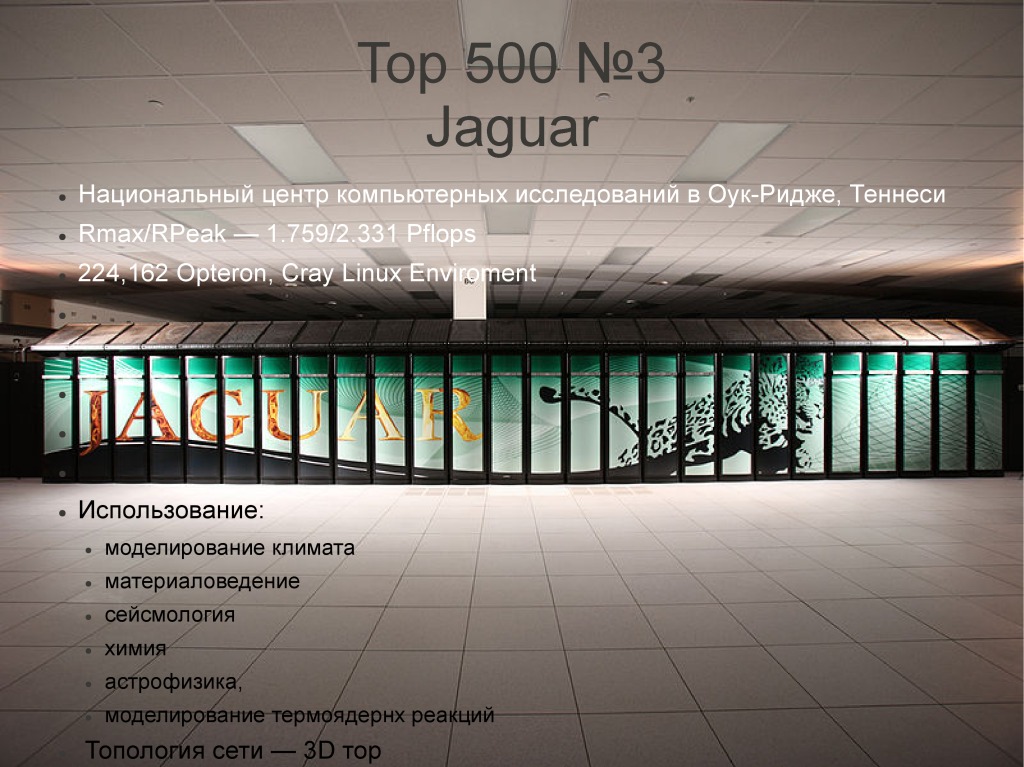 Top 500 №3
Jaguar
Национальный центр компьютерных исследований в Оук-Ридже, Теннеси
Rmax/RPeak — 1.759/2.331 Pflops
224,162 Opteron, Cray Linux Enviroment
JAGUAR
Использование:
моделирование климата
материаловедение
сейсмология
химия
астрофизика,
моделирование термоядернх реакций
Топология сети — 3D тор